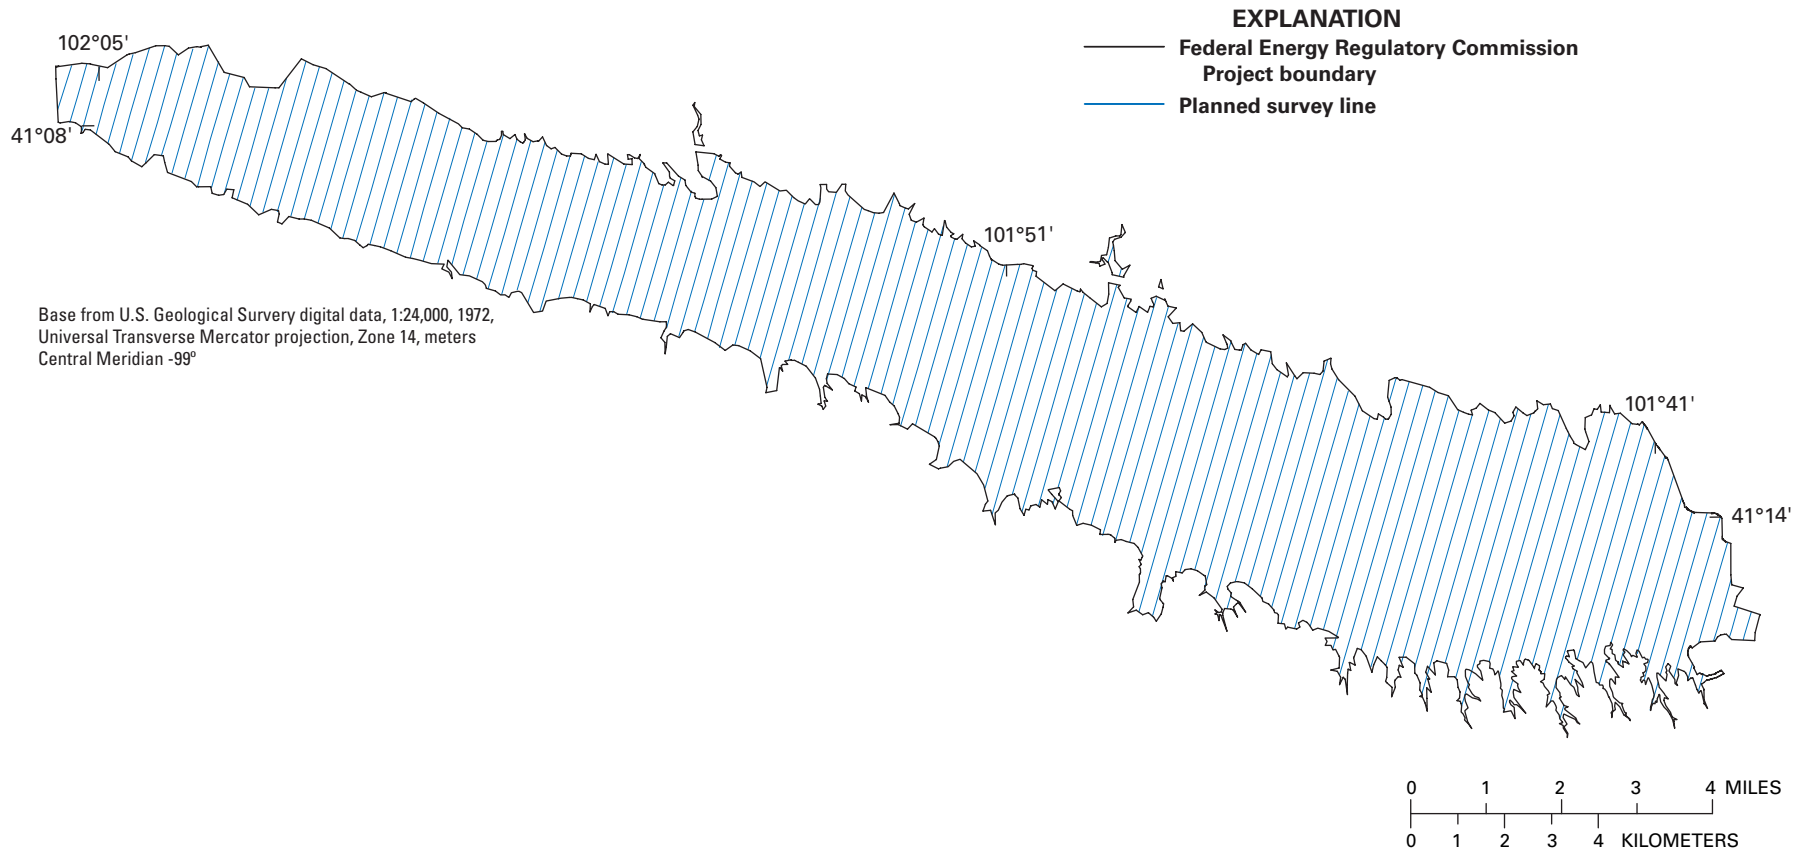 EXPLANATION
Federal Energy Regulatory Commission
Project boundary
Planned survey line
102°05'
41°08'
101°51'
101°41'
41°14'
Base from U.S. Geological Survery digital data, 1:24,000, 1972,
Universal Transverse Mercator projection, Zone 14, meters
Central Meridian -99º
0 1 2 3 4 MILES
0 1 2 3 4 KILOMETERS